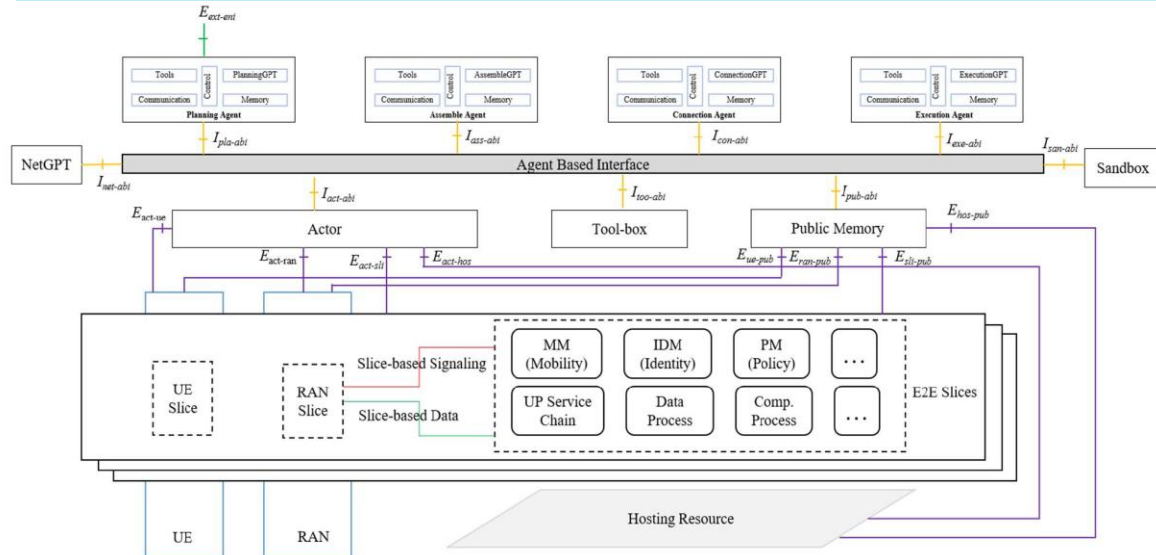 E_ext-eni
Tools
Control
PlanningGPT
Communication
Memory
Planning Agent
Tools
Control
AssembleGPT
Communication
Memory
Assemble Agent
Tools
Control
ConnectionGPT
Communication
Memory
Connection Agent
Tools
Control
ExecutionGPT
Communication
Memory
Execution Agent
I_pla-abi
I_ass-abi
I_con-abi
I_exe-abi
I_san-abi
NetGPT
Agent Based Interface
Sandbox
I_net-abi
I_act-abi
I_too-abi
I_pub-abi
E_act-ue
Actor
Tool-box
Public Memory
E_hos-pub
E_act-ran
E_act-sli
E_act-hos
E_ue-pub
E_ran-pub
E_sli-pub
UE
Slice
RAN
Slice
Slice-based Signaling
Slice-based Data
MM
(Mobility)
IDM
(Identity)
PM
(Policy)
...
UP Service
Chain
Data
Process
Comp.
Process
...
E2E Slices
Hosting Resource
UE
RAN